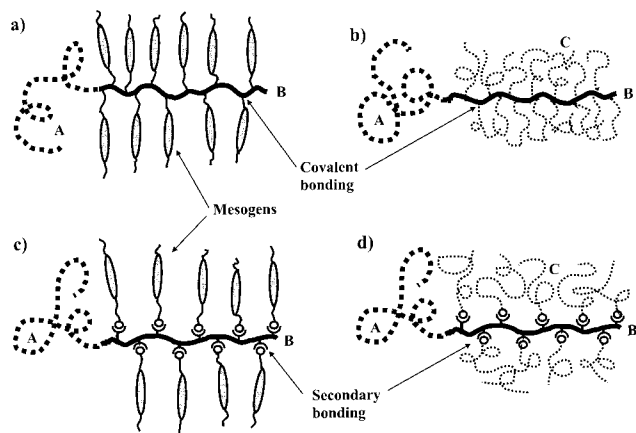 a)
b)
C
B
B
A
A
Covalent
bonding
Mesogens
c)
d)
C
A
B
A
B
Secondary
bonding